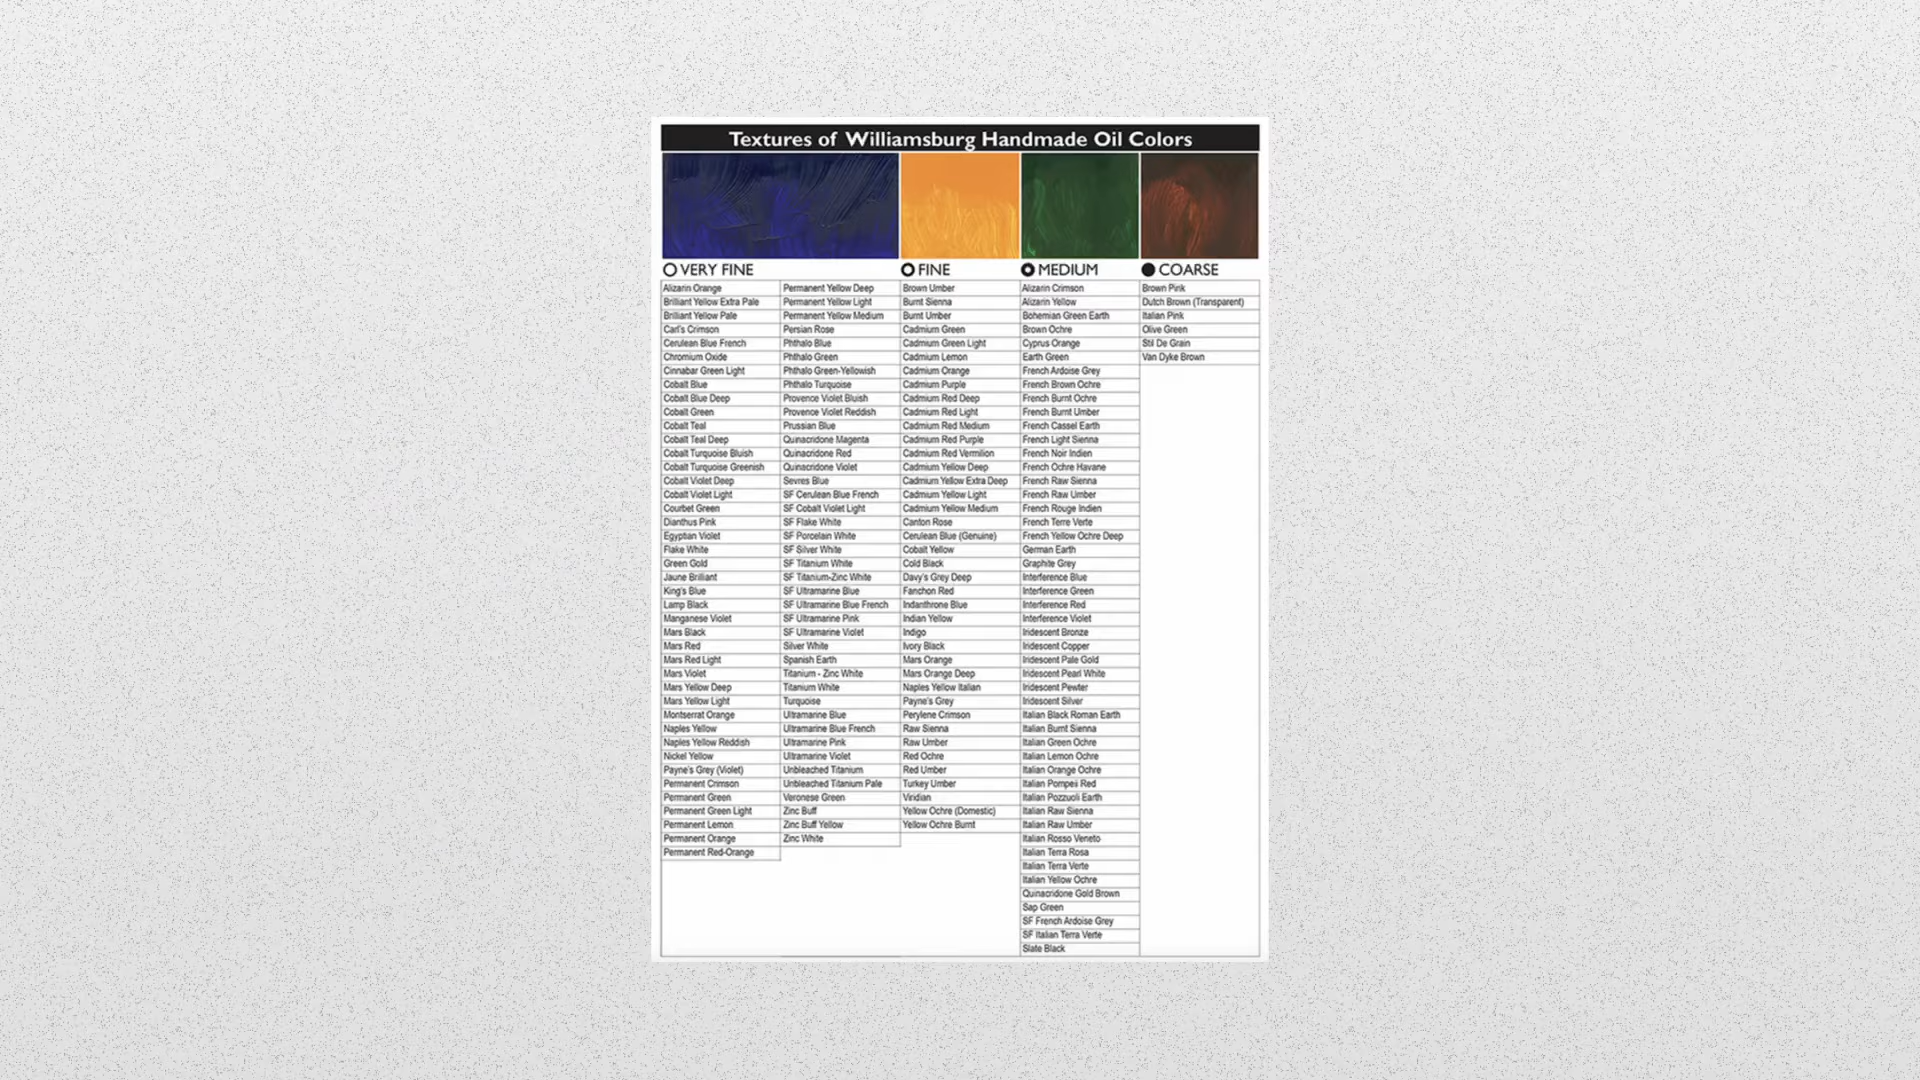 Textures of Williamsburg Handmade Oil Colors
VERY FINE
Alizarin Orange
Brilliant Yellow Extra Pale
Brilliant Yellow Pale
Carl's Crimson
Cerulean Blue French
Chromium Oxide
Cinnabar Green Light
Cobalt Blue
Cobalt Blue Deep
Cobalt Green
Cobalt Teal
Cobalt Teal Deep
Cobalt Turquoise Bluish
Cobalt Turquoise Greenish
Cobalt Violet Deep
Cobalt Violet Light
Courbet Green
Dianthus Pink
Egyptian Violet
Flake White
Green Gold
Jaune Brilliant
King's Blue
Lamp Black
Manganese Violet
Mars Black
Mars Red
Mars Red Light
Mars Violet
Mars Yellow Deep
Mars Yellow Light
Montserrat Orange
Naples Yellow
Naples Yellow Reddish
Nickel Yellow
Payne's Grey (Violet)
Permanent Crimson
Permanent Green
Permanent Green Light
Permanent Lemon
Permanent Orange
Permanent Red-Orange
Permanent Yellow Deep
Permanent Yellow Light
Permanent Yellow Medium
Persian Rose
Phthalo Blue
Phthalo Green
Phthalo Green-Yellowish
Phthalo Turquoise
Provence Violet Bluish
Provence Violet Reddish
Prussian Blue
Quinacridone Magenta
Quinacridone Red
Quinacridone Violet
Sevres Blue
SF Cerulean Blue French
SF Cobalt Violet Light
SF Flake White
SF Porcelain White
SF Silver White
SF Titanium White
SF Titanium-Zinc White
SF Ultramarine Blue
SF Ultramarine Blue French
SF Ultramarine Pink
SF Ultramarine Violet
Silver White
Spanish Earth
Titanium - Zinc White
Titanium White
Turquoise
Ultramarine Blue
Ultramarine Blue French
Ultramarine Pink
Ultramarine Violet
Unbleached Titanium
Unbleached Titanium Pale
Veronese Green
Zinc Buff
Zinc Buff Yellow
Zinc White
FINE
Brown Umber
Burnt Sienna
Burnt Umber
Cadmium Green
Cadmium Green Light
Cadmium Lemon
Cadmium Orange
Cadmium Purple
Cadmium Red Deep
Cadmium Red Light
Cadmium Red Medium
Cadmium Red Purple
Cadmium Red Vermilion
Cadmium Yellow Deep
Cadmium Yellow Extra Deep
Cadmium Yellow Light
Cadmium Yellow Medium
Canton Rose
Cerulean Blue (Genuine)
Cobalt Yellow
Cold Black
Davy's Grey Deep
Fanchon Red
Indanthrone Blue
Indian Yellow
Indigo
Ivory Black
Mars Orange
Mars Orange Deep
Naples Yellow Italian
Payne's Grey
Perylene Crimson
Raw Sienna
Raw Umber
Red Ochre
Red Umber
Turkey Umber
Viridian
Yellow Ochre (Domestic)
Yellow Ochre Burnt
MEDIUM
Alizarin Crimson
Alizarin Yellow
Bohemian Green Earth
Brown Ochre
Cyprus Orange
Earth Green
French Ardoise Grey
French Brown Ochre
French Burnt Ochre
French Burnt Umber
French Cassel Earth
French Light Sienna
French Noir Indien
French Ochre Havane
French Raw Sienna
French Raw Umber
French Rouge Indien
French Terre Verte
French Yellow Ochre Deep
German Earth
Graphite Grey
Interference Blue
Interference Green
Interference Red
Interference Violet
Iridescent Bronze
Iridescent Copper
Iridescent Pale Gold
Iridescent Pearl White
Iridescent Pewter
Iridescent Silver
Italian Black Roman Earth
Italian Burnt Sienna
Italian Green Ochre
Italian Lemon Ochre
Italian Orange Ochre
Italian Pompeii Red
Italian Pozzuoli Earth
Italian Raw Sienna
Italian Raw Umber
Italian Rosso Veneto
Italian Terra Rosa
Italian Terra Verte
Italian Yellow Ochre
Quinacridone Gold Brown
Sap Green
SF French Ardoise Grey
SF Italian Terra Verte
Slate Black
COARSE
Brown Pink
Dutch Brown (Transparent)
Italian Pink
Olive Green
Stil De Grain
Van Dyke Brown